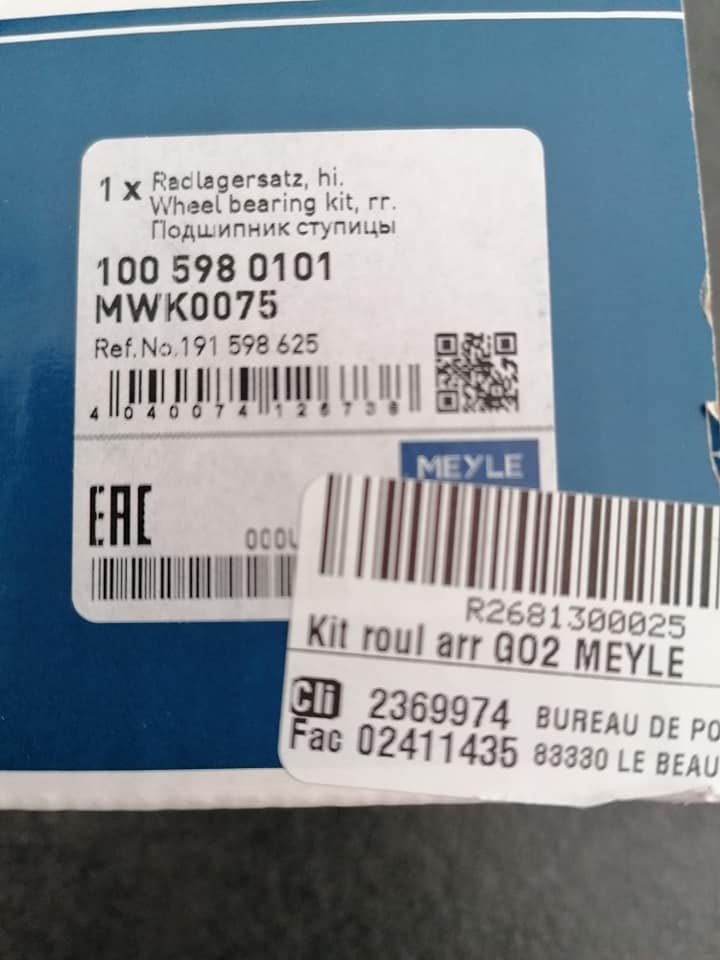 1 x Radlagersatz, hi.
Wheel bearing kit, rr.
Подшипник ступицы
100 598 0101
MWK0075
Ref.No.191 598 625
4 040074 126738
MEYLE
EAC
R2681300025
Kit roul arr GO2 MEYLE
Cli 2369974 BUREAU DE PO
Fac 02411435 83330 LE BEAU